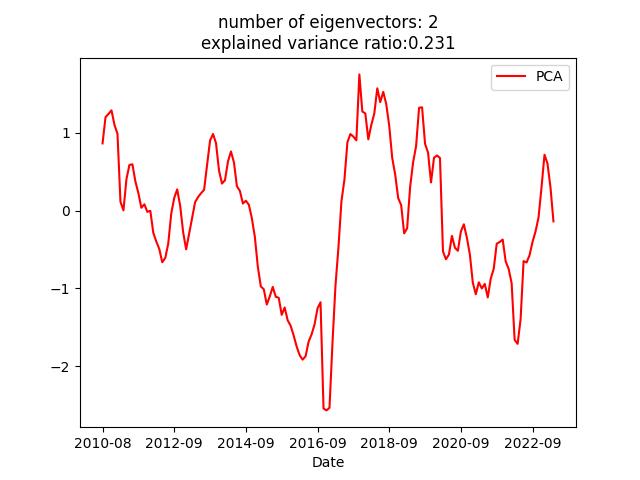 number of eigenvectors: 2
explained variance ratio:0.231
PCA
1
0
−1
−2
2010-08 2012-09 2014-09 2016-09 2018-09 2020-09 2022-09
Date